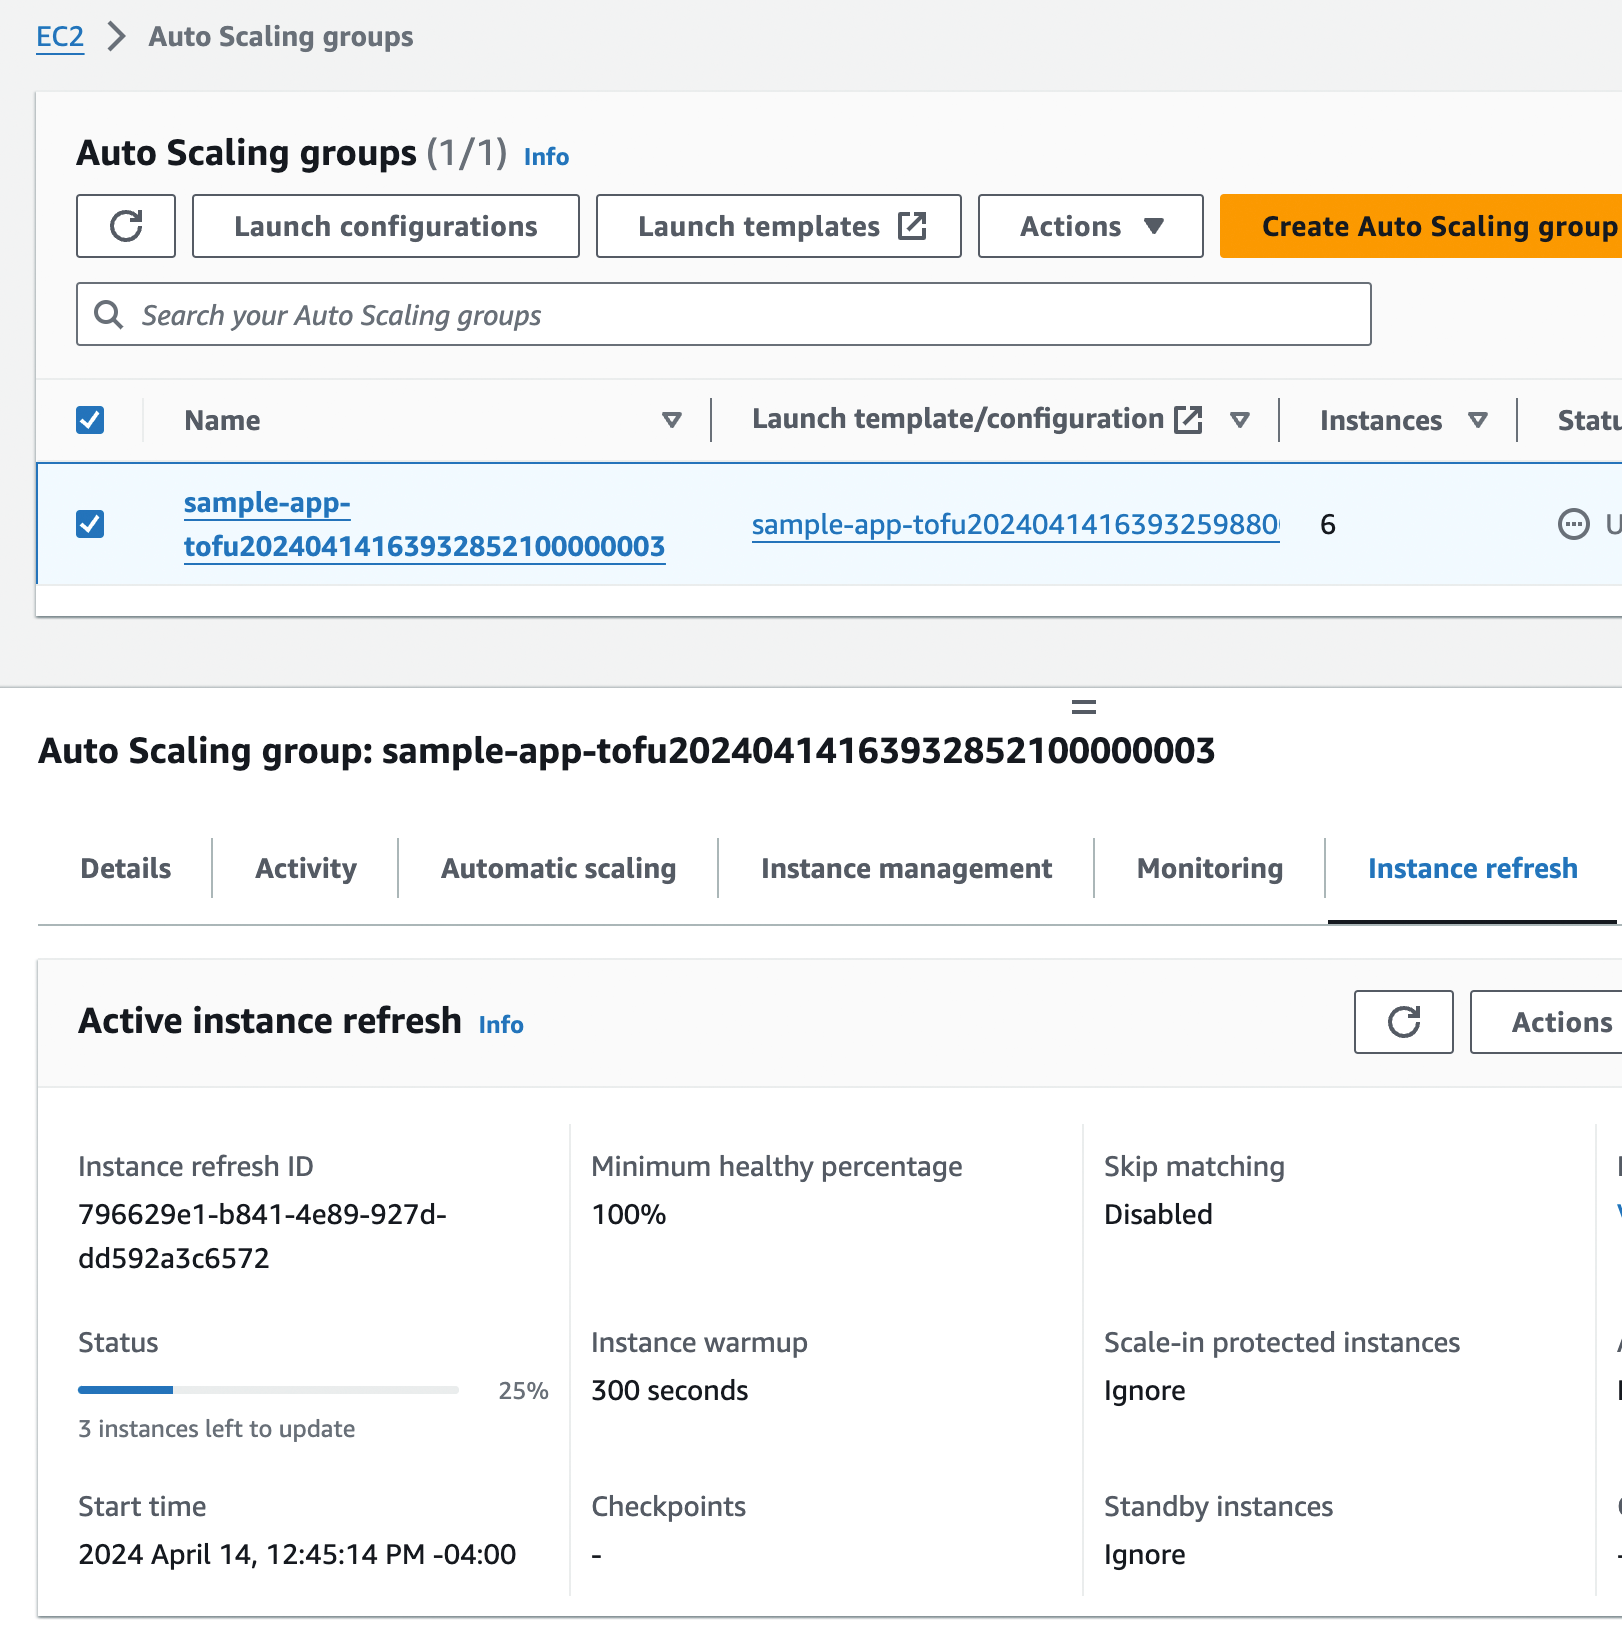 EC2 > Auto Scaling groups
Auto Scaling groups (1/1) Info
Launch configurations Launch templates Actions Create Auto Scaling group
Search your Auto Scaling groups
Name Launch template/configuration Instances
sample-app-
tofu20240414163932852100000003 sample-app-tofu2024041416393259880 6
Auto Scaling group: sample-app-tofu20240414163932852100000003
Details Activity Automatic scaling Instance management Monitoring Instance refresh
Active instance refresh Info Actions
Instance refresh ID Minimum healthy percentage Skip matching
796629e1-b841-4e89-927d- 100% Disabled
dd592a3c6572
Status Instance warmup Scale-in protected instances
25% 300 seconds Ignore
3 instances left to update
Start time Checkpoints Standby instances
2024 April 14, 12:45:14 PM -04:00 - Ignore